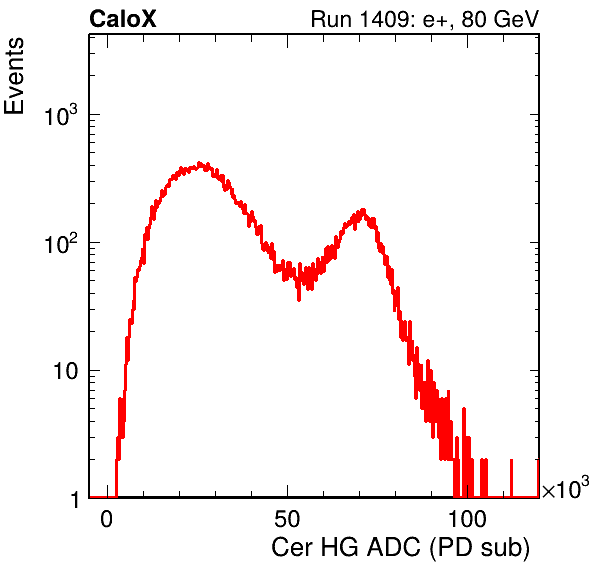 CaloX Run 1409: e+, 80 GeV
Events
10³
10²
10
1
0 50 100 ×10³
Cer HG ADC (PD sub)